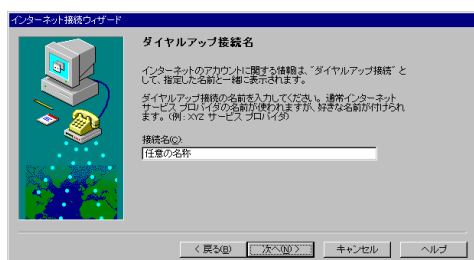 インターネット接続ウィザード
ダイヤルアップ接続名
インターネットのアカウントに関する情報は、"ダイヤルアップ接続" と
して、指定した名前と一緒に表示されます。
ダイヤルアップ接続の名前を入力してください。通常インターネット
サービス プロバイダの名前が使われますが、好きな名前が付けられ
ます。(例: XYZ サービス プロバイダ)
接続名(C):
任意の名称
< 戻る(B)
次へ(N) >
キャンセル
ヘルプ